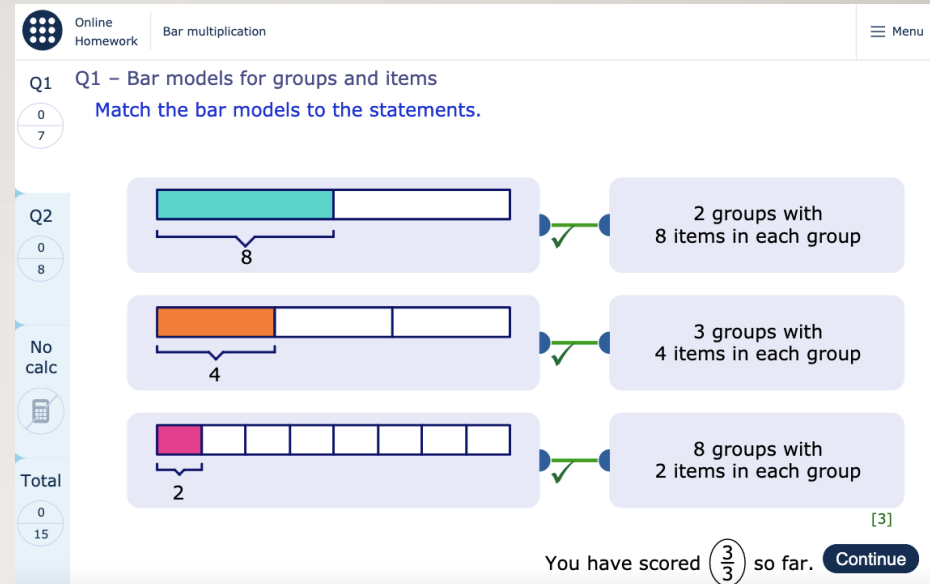 Online
Homework
Bar multiplication
Menu
Q1
0
7
Q1 – Bar models for groups and items
Match the bar models to the statements.
8
2 groups with
8 items in each group
Q2
0
8
4
3 groups with
4 items in each group
No
calc
2
8 groups with
2 items in each group
Total
0
15
[3]
You have scored 3/3 so far.
Continue